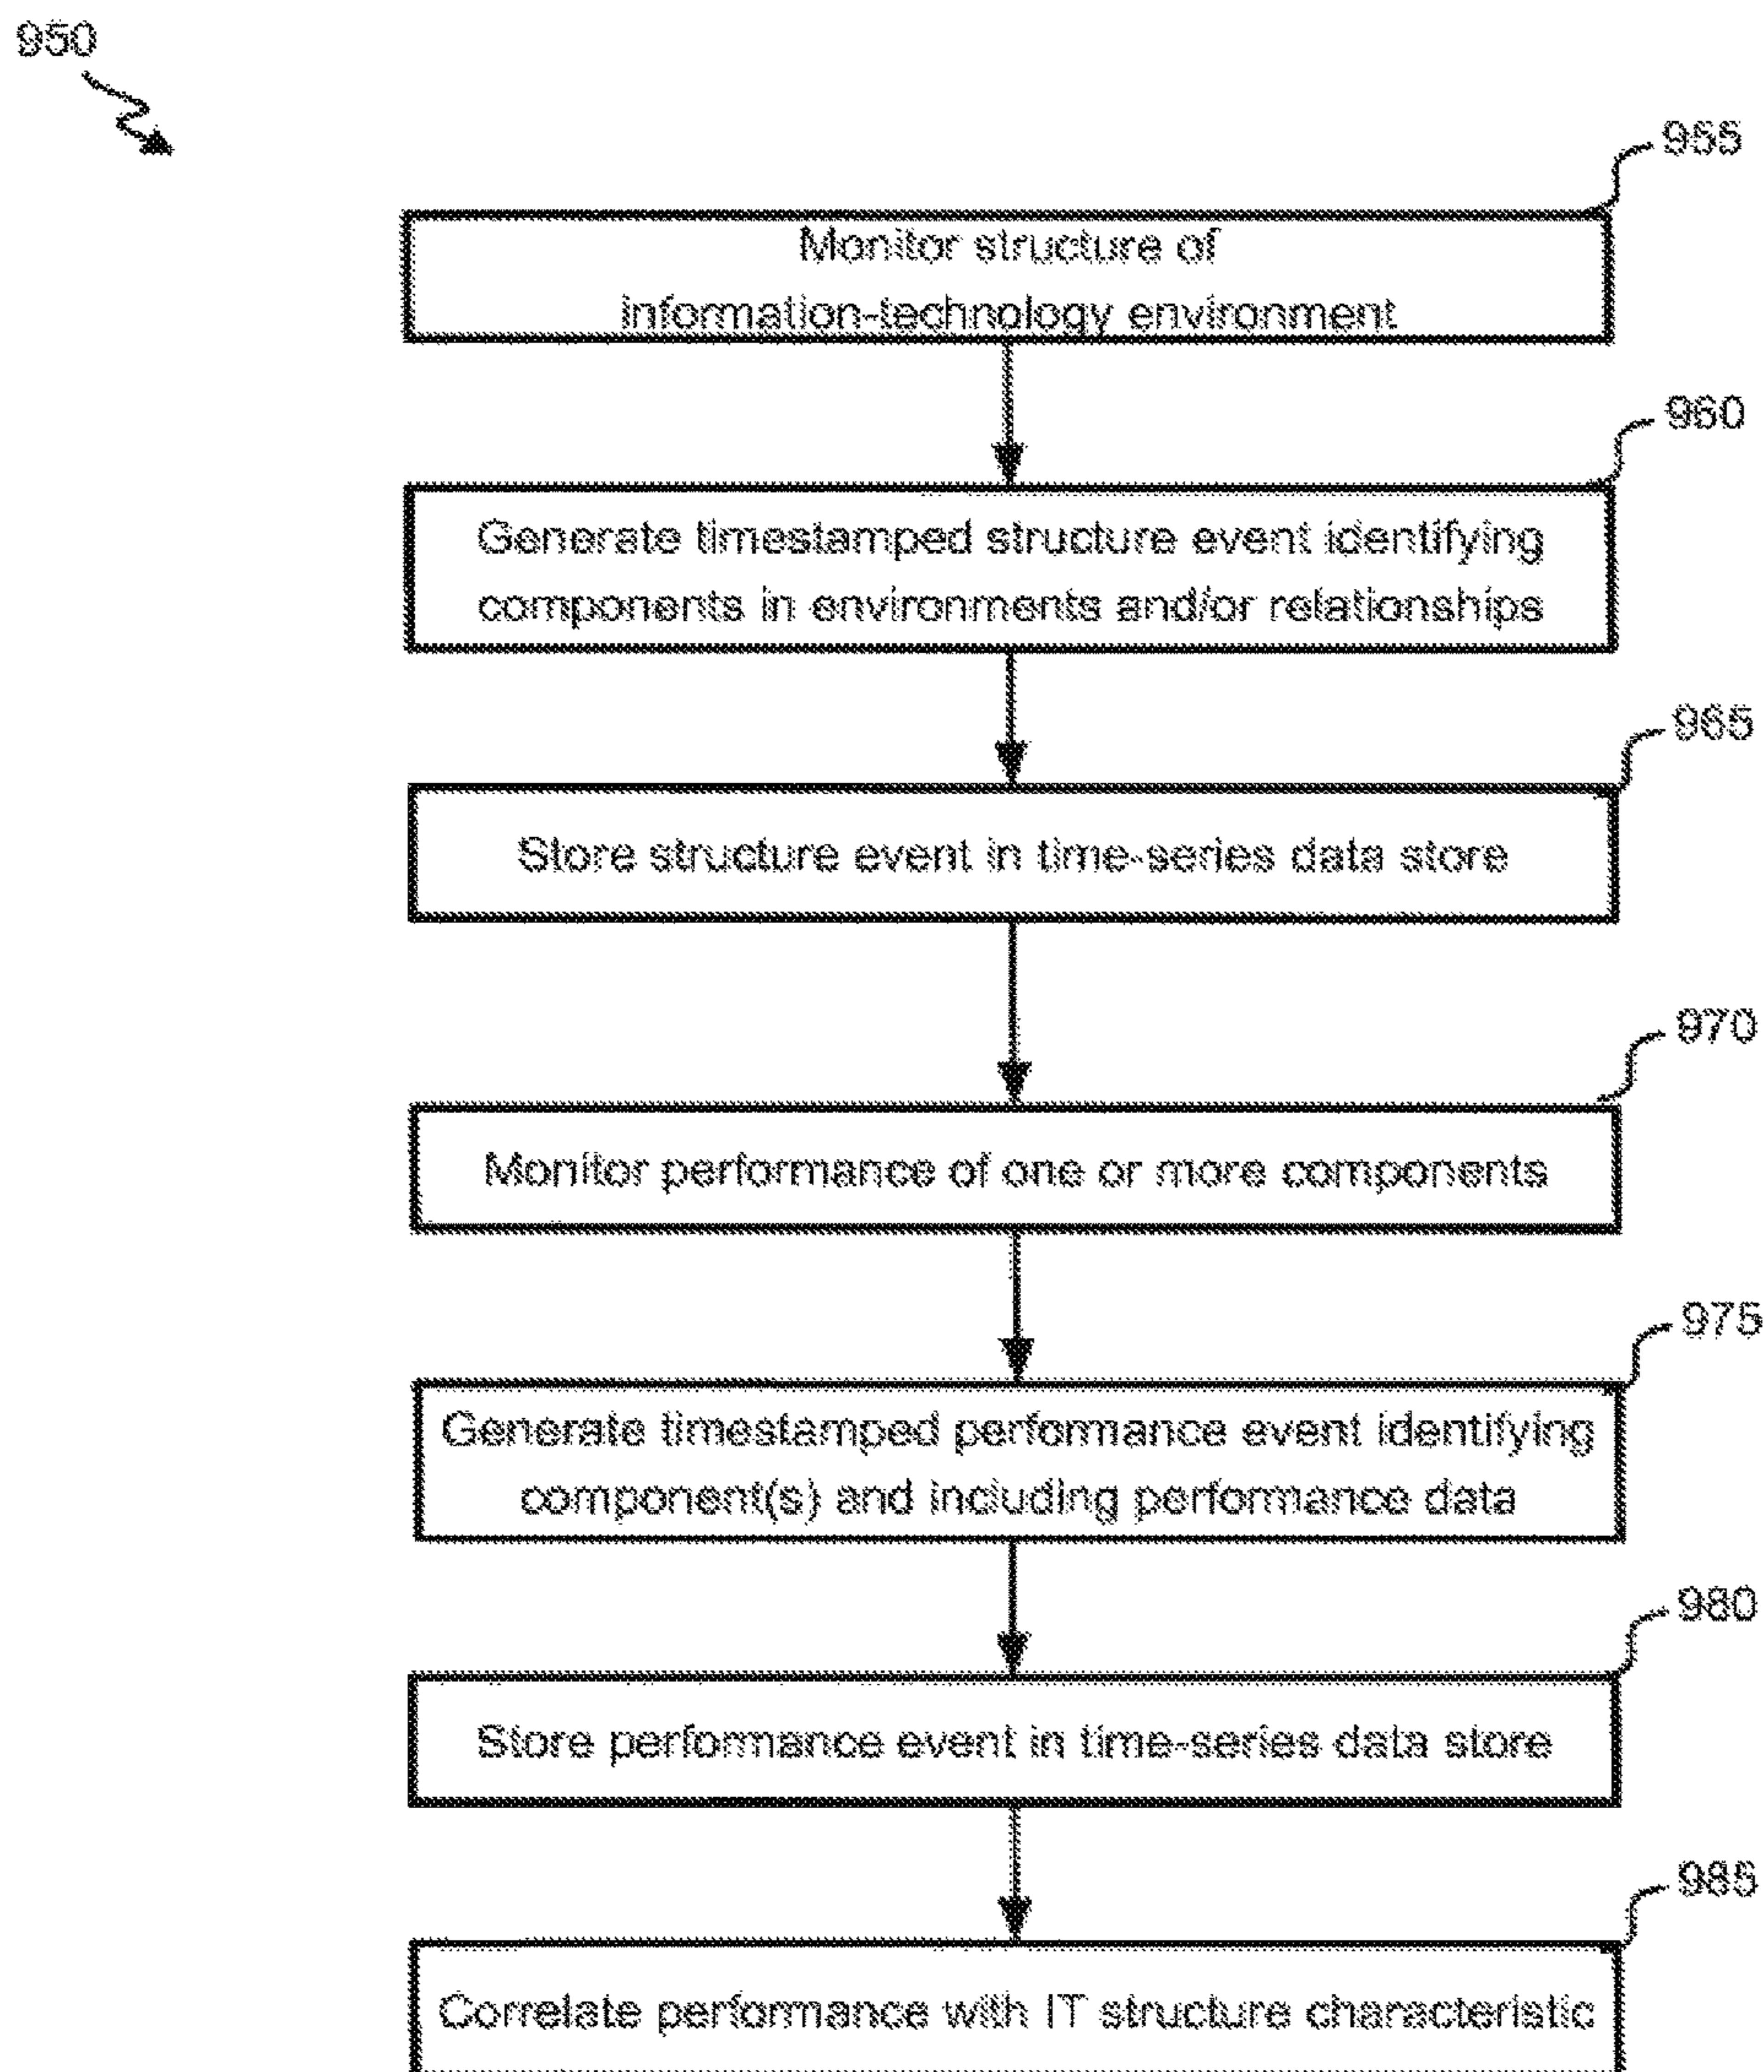 950
955
Monitor structure of
information-technology environment
960
Generate timestamped structure event identifying
components in environments and/or relationships
965
Store structure event in time-series data store
970
Monitor performance of one or more components
975
Generate timestamped performance event identifying
component(s) and including performance data
980
Store performance event in time-series data store
985
Correlate performance with IT structure characteristic